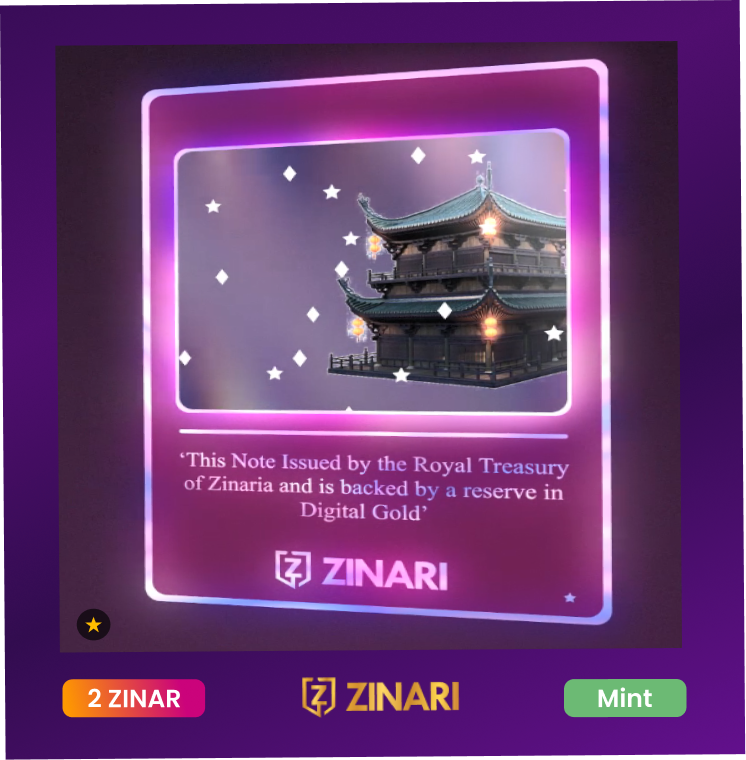 ‘This Note Issued by the Royal Treasury
of Zinaria and is backed by a reserve in
Digital Gold’
ZINARI
2 ZINAR
ZINARI
Mint